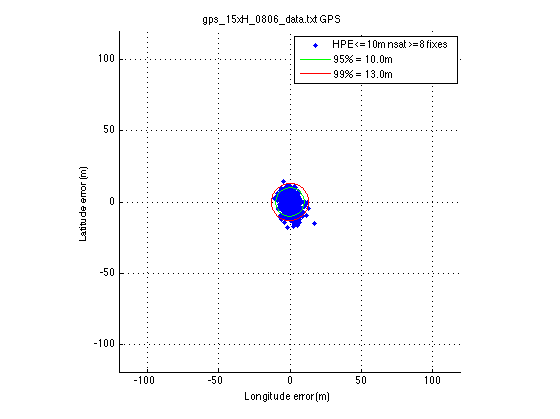 gps_15xH_0806_data.txt GPS
HPE<=10m nsat >=8 fixes
95% = 10.0m
99% = 13.0m
100
50
0
-50
-100
Latitude error (m)
-100 -50 0 50 100
Longitude error (m)